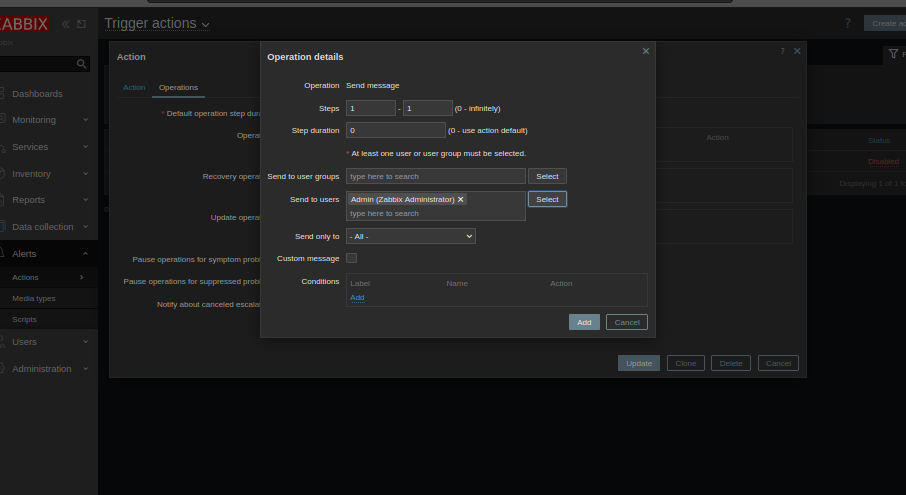 ZABBIX
Trigger actions
?
Create ac
Action
?
Operation details
Action Operations
Operation Send message
Dashboards
Steps 1 - 1 (0 - infinitely)
* Default operation step dura
Monitoring
Step duration 0 (0 - use action default)
Operat
Action
Status
Services
* At least one user or user group must be selected.
Disabled
Inventory
Recovery operat
Send to user groups type here to search Select
Displaying 1 of 1
Reports
Send to users Admin (Zabbix Administrator) Select
type here to search
Update operat
Data collection
Send only to - All -
Alerts
Pause operations for symptom probl
Custom message
Actions
Pause operations for suppressed probl
Conditions Label Name Action
Add
Media types
Notify about canceled escalat
Scripts
Add Cancel
Users
Administration
Update Clone Delete Cancel